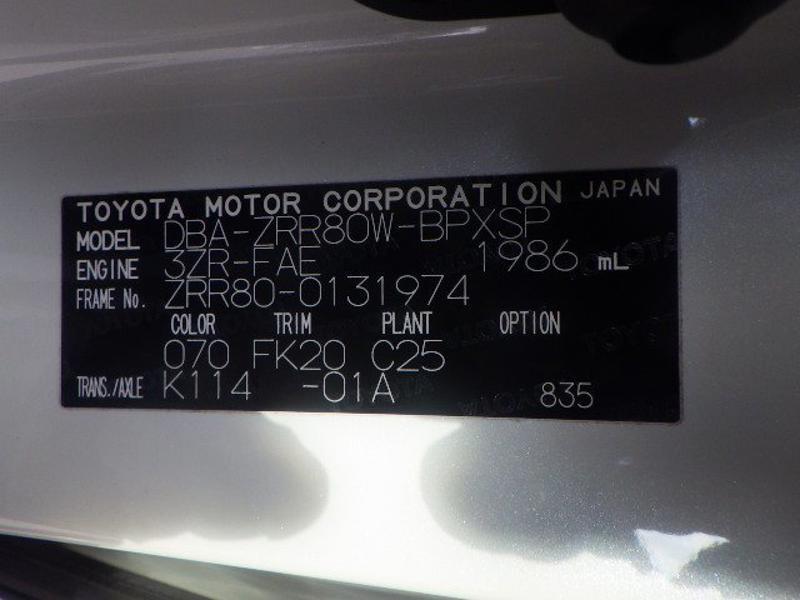 TOYOTA MOTOR CORPORATION JAPAN
MODEL DBA-ZRR80W-BPXSP
ENGINE 3ZR-FAE 1986 mL
FRAME No. ZRR80-0131974
COLOR TRIM PLANT OPTION
070 FK20 C25
TRANS./AXLE K114 -01A 835